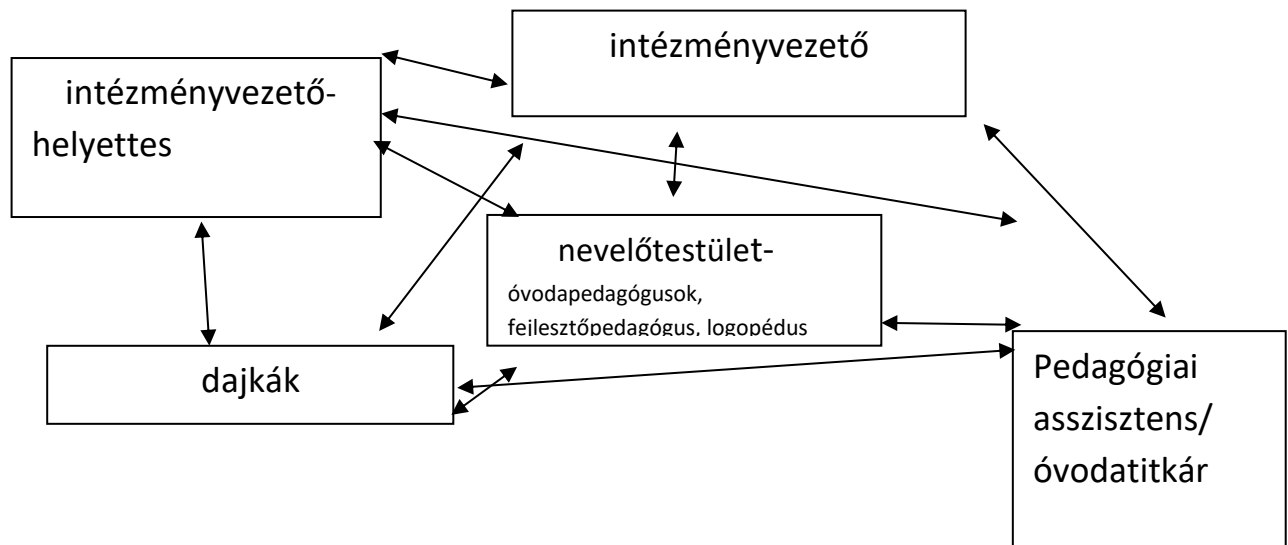 intézményvezető
intézményvezető-
helyettes
nevelőtestület-
óvodapedagógusok,
fejlesztőpedagógus, logopédus
dajkák
Pedagógiai
asszisztens/
óvodatitkár